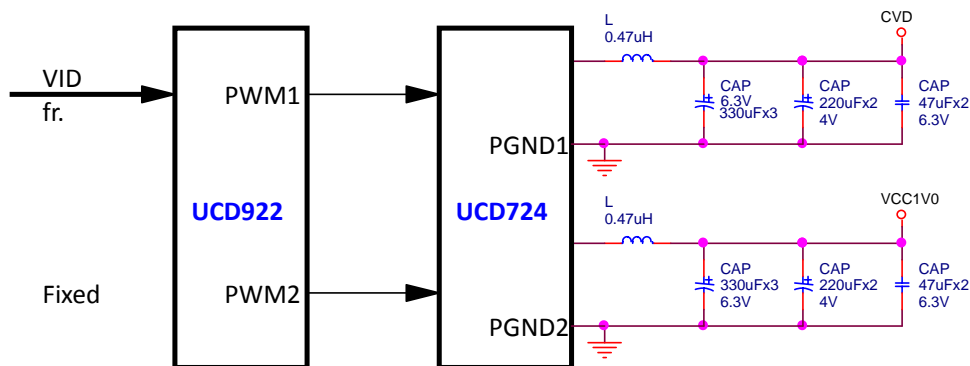 VID
fr.
PWM1
UCD922
Fixed
PWM2
PGND1
UCD724
PGND2
L
0.47uH
CVD
CAP
6.3V
330uFx3
CAP
220uFx2
4V
CAP
47uFx2
6.3V
L
0.47uH
VCC1V0
CAP
330uFx3
6.3V
CAP
220uFx2
4V
CAP
47uFx2
6.3V